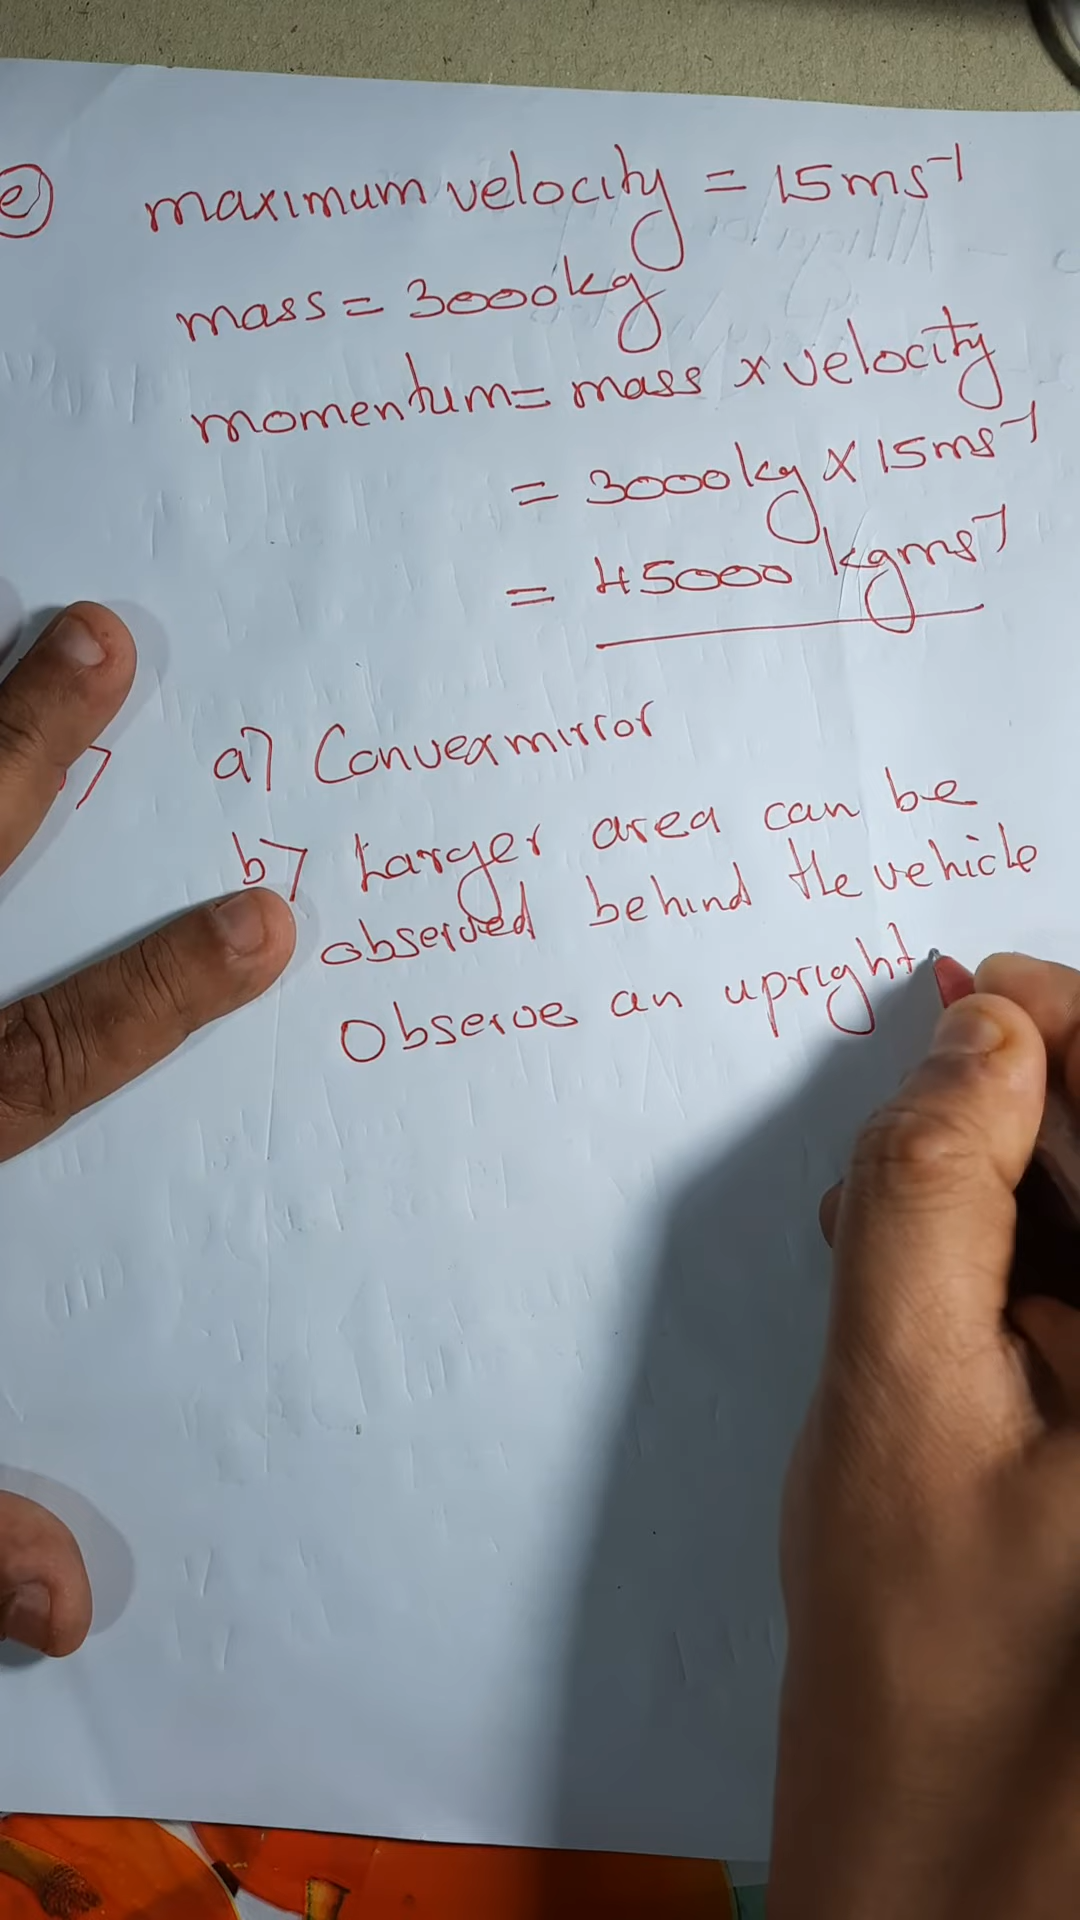 e
maximum velocity = 15ms⁻¹
mass = 3000kg
momentum = mass x velocity
= 3000kg x 15ms⁻¹
= 45000 kgms⁻¹
a) Convex mirror
b) Larger area can be
observed behind the vehicle
Observe an upright